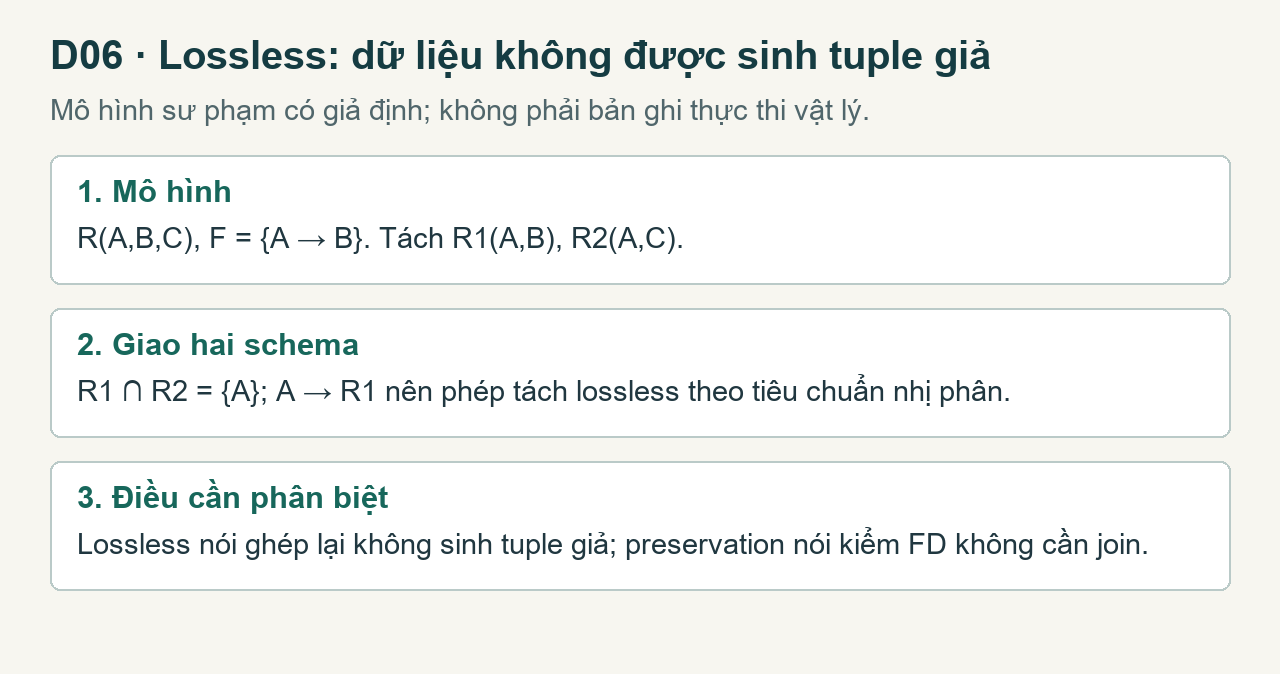 D06 · Lossless: dữ liệu không được sinh tuple giả
Mô hình sư phạm có giả định; không phải bản ghi thực thi vật lý.
1. Mô hình
R(A,B,C), F = {A → B}. Tách R1(A,B), R2(A,C).
2. Giao hai schema
R1 ∩ R2 = {A}; A → R1 nên phép tách lossless theo tiêu chuẩn nhị phân.
3. Điều cần phân biệt
Lossless nói ghép lại không sinh tuple giả; preservation nói kiểm FD không cần join.